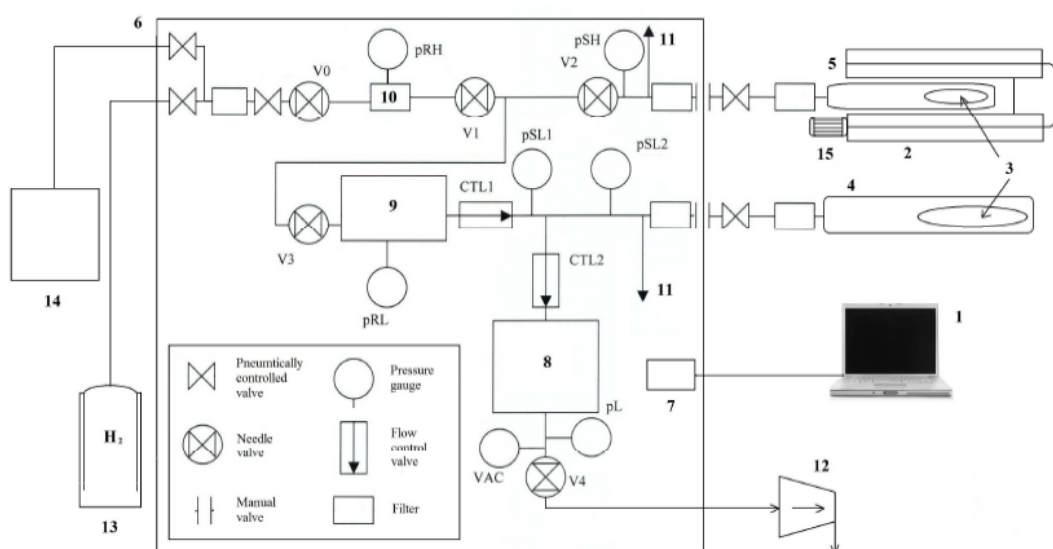 6
pRH
V0
10
V1
V2
pSH
11
5
15
2
3
4
pSL1
pSL2
CTL1
9
V3
pRL
CTL2
11
14
8
1
7
pL
VAC
V4
12
H₂
13
Pneumtically
controlled
valve
Pressure
gauge
Needle
valve
Flow
control
valve
Manual
valve
Filter